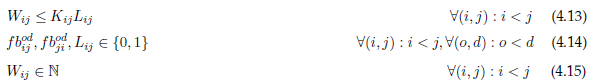 W_{ij} ≤ K_{ij}L_{ij} ∀(i, j) : i < j (4.13)
fb^{od}_{ij}, fb^{od}_{ji}, L_{ij} ∈ {0, 1} ∀(i, j) : i < j, ∀(o, d) : o < d (4.14)
W_{ij} ∈ ℕ ∀(i, j) : i < j (4.15)